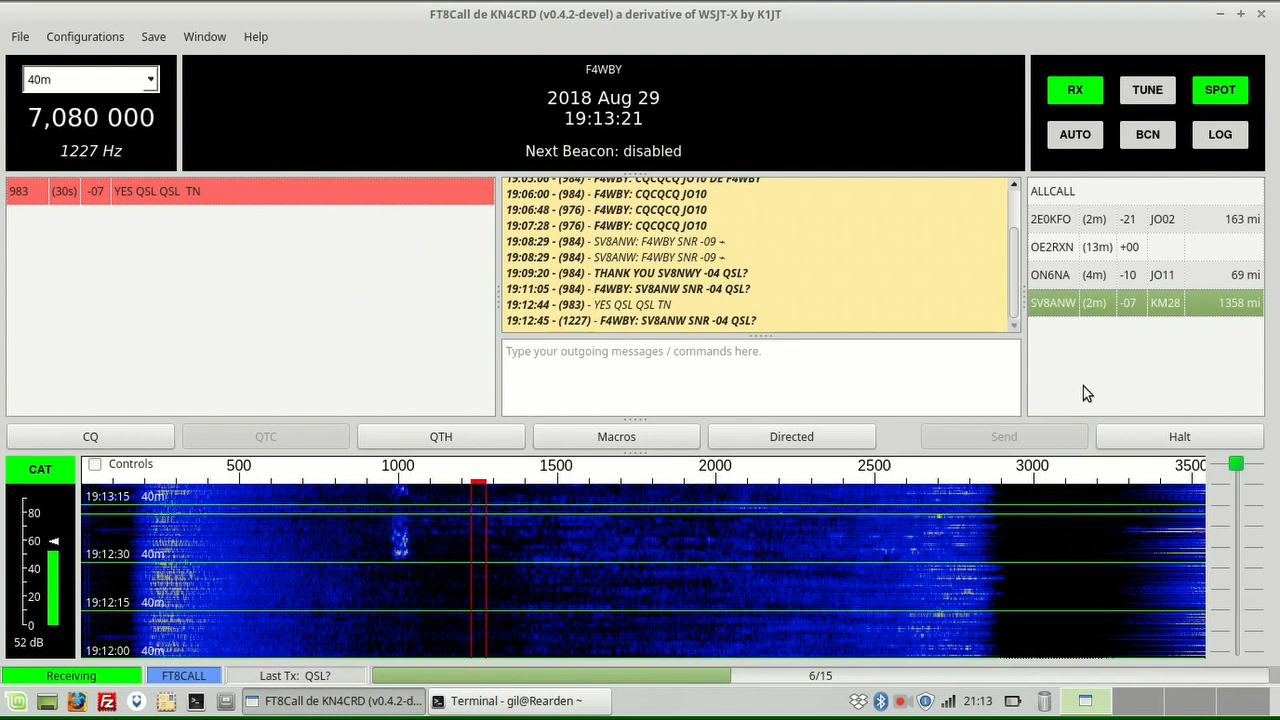 FT8Call de KN4CRD (v0.4.2-devel) a derivative of WSJT-X by K1JT
File Configurations Save Window Help
40m
7,080 000
1227 Hz
F4WBY
2018 Aug 29
19:13:21
Next Beacon: disabled
RX TUNE SPOT
AUTO BCN LOG
983 (30s) -07 YES QSL QSL TN
19:05:06 - (984) - F4WBY: CQCQCQ JO10 DE F4WBY
19:06:00 - (984) - F4WBY: CQCQCQ JO10
19:06:48 - (976) - F4WBY: CQCQCQ JO10
19:07:28 - (976) - F4WBY: CQCQCQ JO10
19:08:29 - (984) - SV8ANW: F4WBY SNR -09 ⌁
19:08:29 - (984) - SV8ANW: F4WBY SNR -09 ⌁
19:09:20 - (984) - THANK YOU SV8NWY -04 QSL?
19:11:05 - (984) - F4WBY: SV8ANW SNR -04 QSL?
19:12:44 - (983) - YES QSL QSL TN
19:12:45 - (1227) - F4WBY: SV8ANW SNR -04 QSL?
Type your outgoing messages / commands here.
ALLCALL
2E0KFO (2m) -21 JO02 163 mi
OE2RXN (13m) +00
ON6NA (4m) -10 JO11 69 mi
SV8ANW (2m) -07 KM28 1358 mi
CQ QTC QTH Macros Directed Send Halt
CAT
Controls 500 1000 1500 2000 2500 3000 3500
19:13:15 40m
19:12:30 40m
19:12:15 40m
19:12:00 40m
80
60
40
20
0
52 dB
Receiving FT8CALL Last Tx: QSL? 6/15
FT8Call de KN4CRD (v0.4.2-d... Terminal - gil@Rearden ~ 21:13